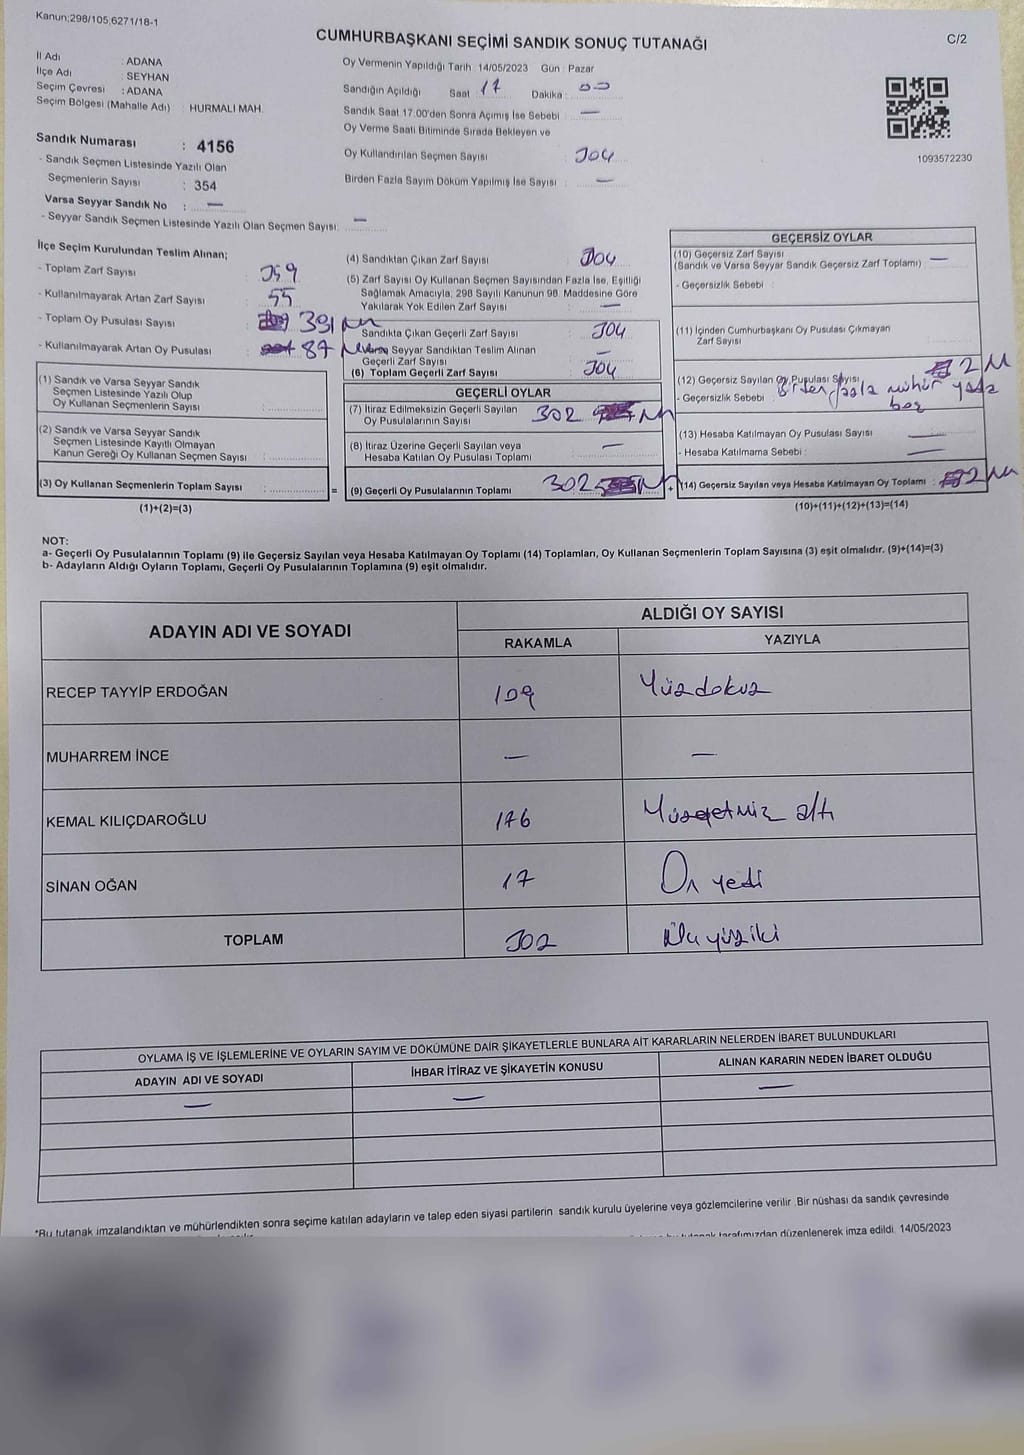 Kanun;298/105;6271/18-1
C/2
CUMHURBAŞKANI SEÇİMİ SANDIK SONUÇ TUTANAĞI
İl Adı : ADANA
İlçe Adı : SEYHAN
Seçim Çevresi : ADANA
Seçim Bölgesi (Mahalle Adı) : HURMALI MAH.
Sandık Numarası : 4156
- Sandık Seçmen Listesinde Yazılı Olan
Seçmenlerin Sayısı : 354
Varsa Seyyar Sandık No : —
- Seyyar Sandık Seçmen Listesinde Yazılı Olan Seçmen Sayısı: —
Oy Vermenin Yapıldığı Tarih :14/05/2023 Gün : Pazar
Sandığın Açıldığı Saat : 17 Dakika : 00
Sandık Saat 17.00'den Sonra Açımış İse Sebebi : —
Oy Verme Saati Bitiminde Sırada Bekleyen ve
Oy Kullandırılan Seçmen Sayısı : 304
Birden Fazla Sayım Döküm Yapılmış İse Sayısı : —
1093572230
İlçe Seçim Kurulundan Teslim Alınan;
- Toplam Zarf Sayısı : 359
- Kullanılmayarak Artan Zarf Sayısı : 55
- Toplam Oy Pusulası Sayısı : 391
- Kullanılmayarak Artan Oy Pusulası : 87
(1) Sandık ve Varsa Seyyar Sandık
Seçmen Listesinde Yazılı Olup
Oy Kullanan Seçmenlerin Sayısı :
(2) Sandık ve Varsa Seyyar Sandık
Seçmen Listesinde Kayıtlı Olmayan
Kanun Gereği Oy Kullanan Seçmen Sayısı :
(3) Oy Kullanan Seçmenlerin Toplam Sayısı : =
(1)+(2)=(3)
(4) Sandıktan Çıkan Zarf Sayısı : 304
(5) Zarf Sayısı Oy Kullanan Seçmen Sayısından Fazla İse, Eşitliği
Sağlamak Amacıyla, 298 Sayılı Kanunun 98. Maddesine Göre
Yakılarak Yok Edilen Zarf Sayısı : —
Sandıkta Çıkan Geçerli Zarf Sayısı : 304
Varsa Seyyar Sandıktan Teslim Alınan
Geçerli Zarf Sayısı : —
(6) Toplam Geçerli Zarf Sayısı : 304
GEÇERLİ OYLAR
(7) İtiraz Edilmeksizin Geçerli Sayılan
Oy Pusulalarının Sayısı : 302
(8) İtiraz Üzerine Geçerli Sayılan veya
Hesaba Katılan Oy Pusulası Toplamı : —
(9) Geçerli Oy Pusulalarının Toplamı : 302 +
GEÇERSİZ OYLAR
(10) Geçersiz Zarf Sayısı
(Sandık ve Varsa Seyyar Sandık Geçersiz Zarf Toplamı) : —
- Geçersizlik Sebebi :
(11) İçinden Cumhurbaşkanı Oy Pusulası Çıkmayan
Zarf Sayısı :
(12) Geçersiz Sayılan Oy Pusulası Sayısı : 2
- Geçersizlik Sebebi : Birden fazla mühür yada
boş
(13) Hesaba Katılmayan Oy Pusulası Sayısı : —
- Hesaba Katılmama Sebebi : —
(14) Geçersiz Sayılan veya Hesaba Katılmayan Oy Toplamı : 2
(10)+(11)+(12)+(13)=(14)
NOT:
a- Geçerli Oy Pusulalarının Toplamı (9) ile Geçersiz Sayılan veya Hesaba Katılmayan Oy Toplamı (14) Toplamları, Oy Kullanan Seçmenlerin Toplam Sayısına (3) eşit olmalıdır. (9)+(14)=(3)
b- Adayların Aldığı Oyların Toplamı, Geçerli Oy Pusulalarının Toplamına (9) eşit olmalıdır.
ADAYIN ADI VE SOYADI
ALDIĞI OY SAYISI
RAKAMLA YAZIYLA
RECEP TAYYİP ERDOĞAN 109 Yüzdokuz
MUHARREM İNCE — —
KEMAL KILIÇDAROĞLU 176 Yüzyetmiz altı
SİNAN OĞAN 17 On yedi
TOPLAM 302 üçyüziki
OYLAMA İŞ VE İŞLEMLERİNE VE OYLARIN SAYIM VE DÖKÜMÜNE DAİR ŞİKAYETLERLE BUNLARA AİT KARARLARIN NELERDEN İBARET BULUNDUKLARI
ADAYIN ADI VE SOYADI İHBAR İTİRAZ VE ŞİKAYETİN KONUSU ALINAN KARARIN NEDEN İBARET OLDUĞU
— — —
*Bu tutanak imzalandıktan ve mühürlendikten sonra seçime katılan adayların ve talep eden siyasi partilerin sandık kurulu üyelerine veya gözlemcilerine verilir. Bir nüshası da sandık çevresinde
tarafımızdan düzenlenerek imza edildi. 14/05/2023